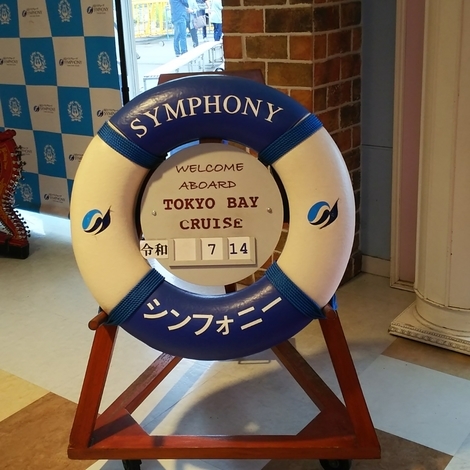 SYMPHONY
WELCOME
ABOARD
TOKYO BAY
CRUISE
令和 7 14
シンフォニー